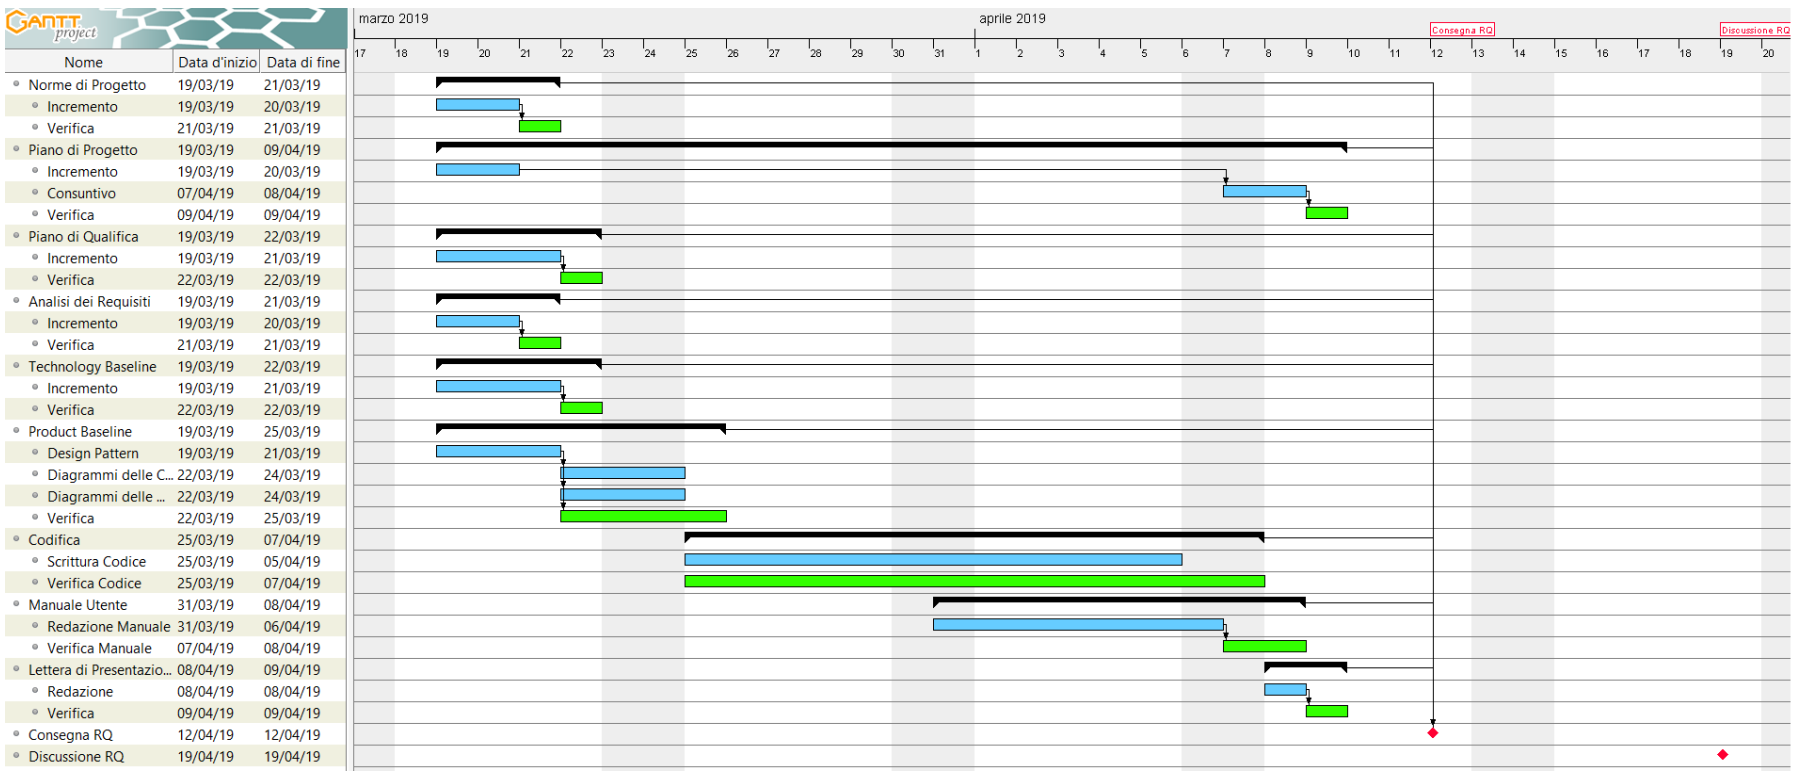 GANTT project
marzo 2019 aprile 2019
Consegna RQ Discussione RQ
17 18 19 20 21 22 23 24 25 26 27 28 29 30 31 1 2 3 4 5 6 7 8 9 10 11 12 13 14 15 16 17 18 19 20
Nome Data d'inizio Data di fine
Norme di Progetto 19/03/19 21/03/19
Incremento 19/03/19 20/03/19
Verifica 21/03/19 21/03/19
Piano di Progetto 19/03/19 09/04/19
Incremento 19/03/19 20/03/19
Consuntivo 07/04/19 08/04/19
Verifica 09/04/19 09/04/19
Piano di Qualifica 19/03/19 22/03/19
Incremento 19/03/19 21/03/19
Verifica 22/03/19 22/03/19
Analisi dei Requisiti 19/03/19 21/03/19
Incremento 19/03/19 20/03/19
Verifica 21/03/19 21/03/19
Technology Baseline 19/03/19 22/03/19
Incremento 19/03/19 21/03/19
Verifica 22/03/19 22/03/19
Product Baseline 19/03/19 25/03/19
Design Pattern 19/03/19 21/03/19
Diagrammi delle C... 22/03/19 24/03/19
Diagrammi delle ... 22/03/19 24/03/19
Verifica 22/03/19 25/03/19
Codifica 25/03/19 07/04/19
Scrittura Codice 25/03/19 05/04/19
Verifica Codice 25/03/19 07/04/19
Manuale Utente 31/03/19 08/04/19
Redazione Manuale 31/03/19 06/04/19
Verifica Manuale 07/04/19 08/04/19
Lettera di Presentazio... 08/04/19 09/04/19
Redazione 08/04/19 08/04/19
Verifica 09/04/19 09/04/19
Consegna RQ 12/04/19 12/04/19
Discussione RQ 19/04/19 19/04/19